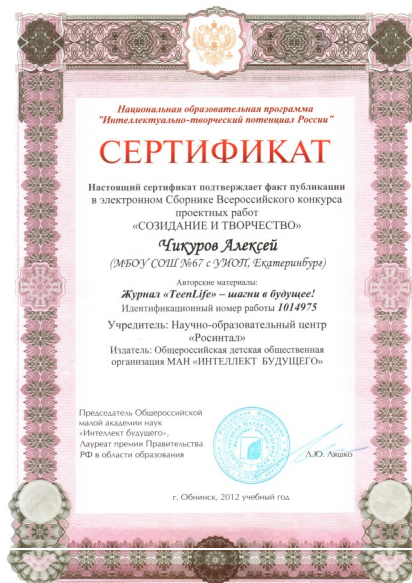 Национальная образовательная программа
"Интеллектуально-творческий потенциал России"
СЕРТИФИКАТ
Настоящий сертификат подтверждает факт публикации
в электронном Сборнике Всероссийского конкурса
проектных работ
«СОЗИДАНИЕ И ТВОРЧЕСТВО»
Чикуров Алексей
(МБОУ СОШ №67 с УИОП, Екатеринбург)
Авторские материалы:
Журнал «TeenLife» – шагни в будущее!
Идентификационный номер работы 1014975
Учредитель: Научно-образовательный центр
«Росинтал»
Издатель: Общероссийская детская общественная
организация МАН «ИНТЕЛЛЕКТ БУДУЩЕГО»
Председатель Общероссийской
малой академии наук
«Интеллект будущего»,
Лауреат премии Правительства
РФ в области образования
Л.Ю. Ляшко
г. Обнинск, 2012 учебный год